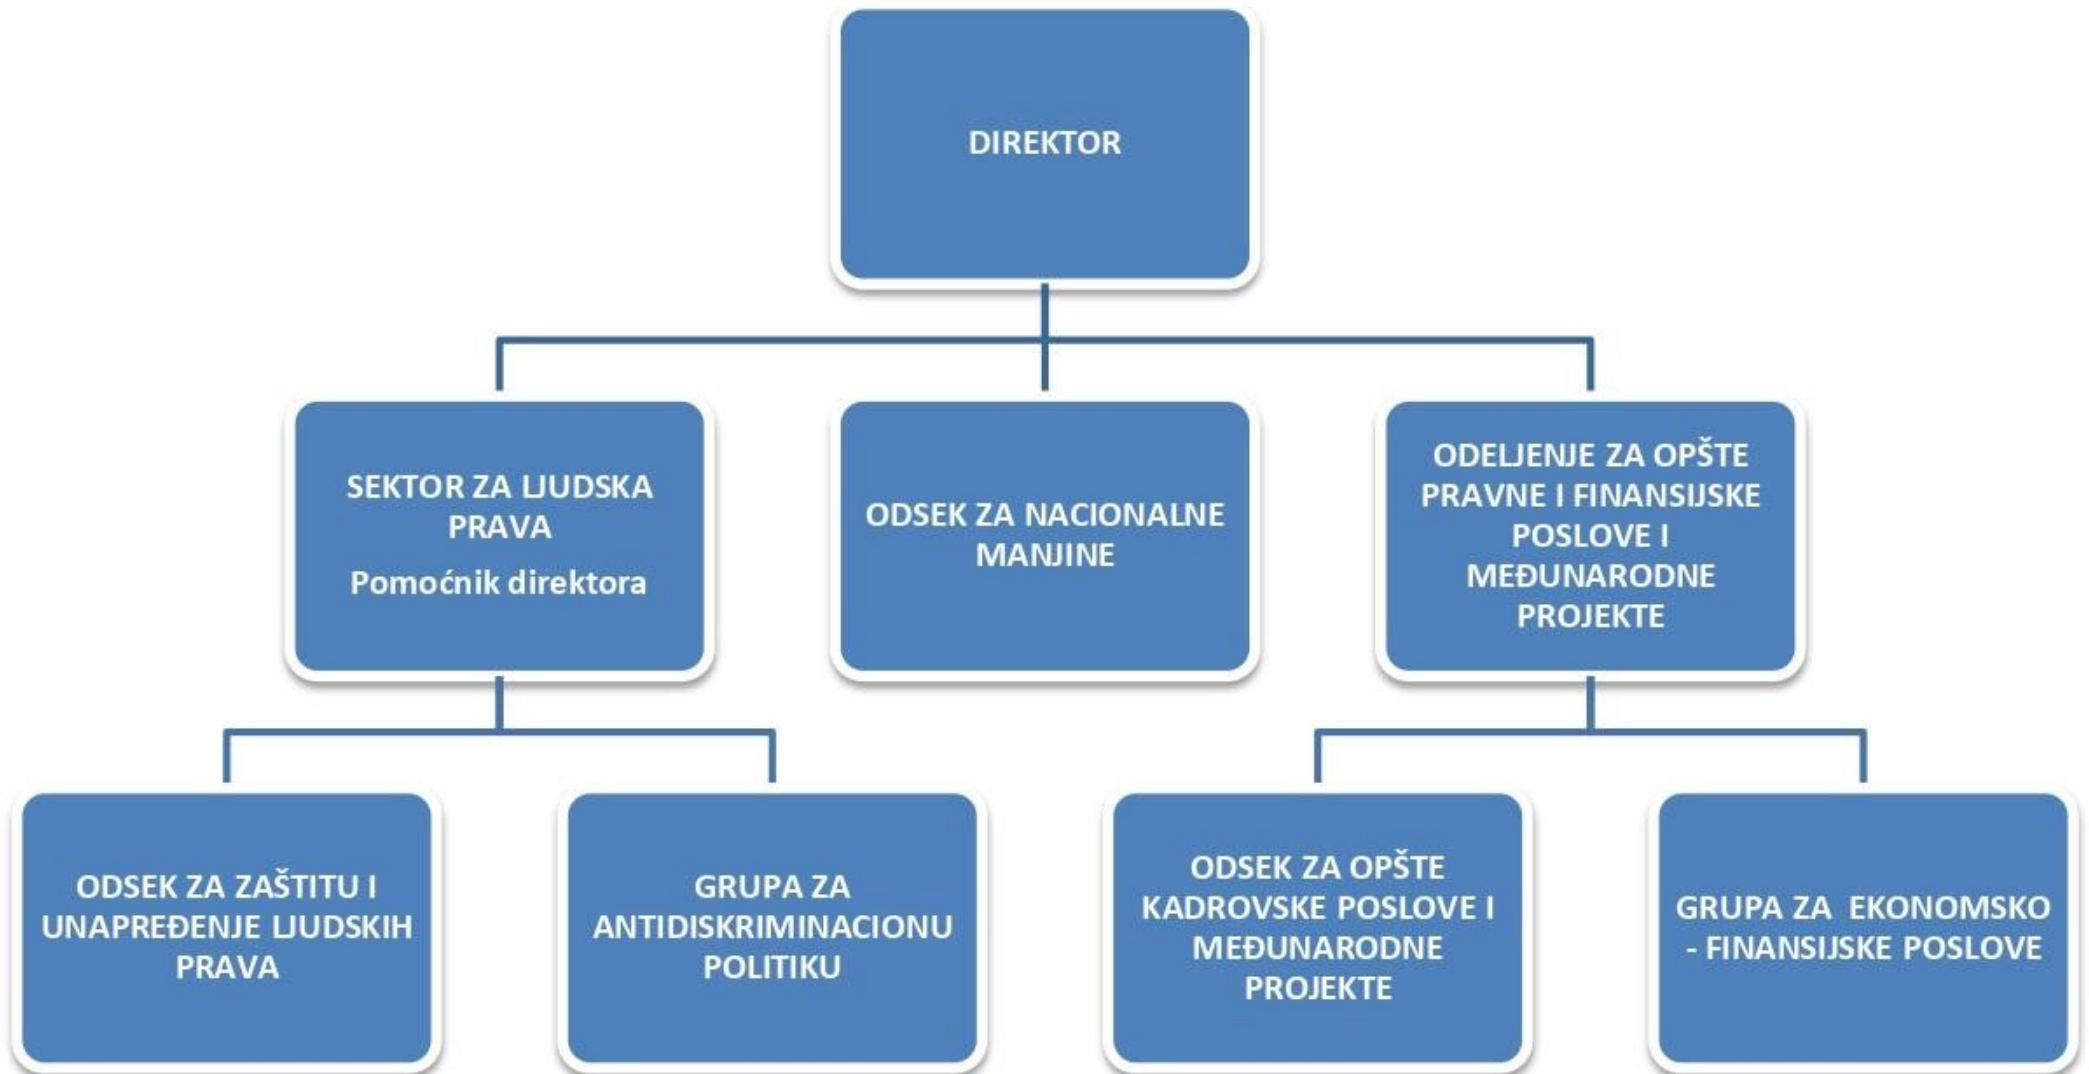 DIREKTOR
SEKTOR ZA LJUDSKA
PRAVA
Pomoćnik direktora
ODSEK ZA NACIONALNE
MANJINE
ODELJENJE ZA OPŠTE
PRAVNE I FINANSIJSKE
POSLOVE I
MEĐUNARODNE
PROJEKTE
ODSEK ZA ZAŠTITU I
UNAPREĐENJE LJUDSKIH
PRAVA
GRUPA ZA
ANTIDISKRIMINACIONU
POLITIKU
ODSEK ZA OPŠTE
KADROVSKE POSLOVE I
MEĐUNARODNE
PROJEKTE
GRUPA ZA  EKONOMSKO
- FINANSIJSKE POSLOVE